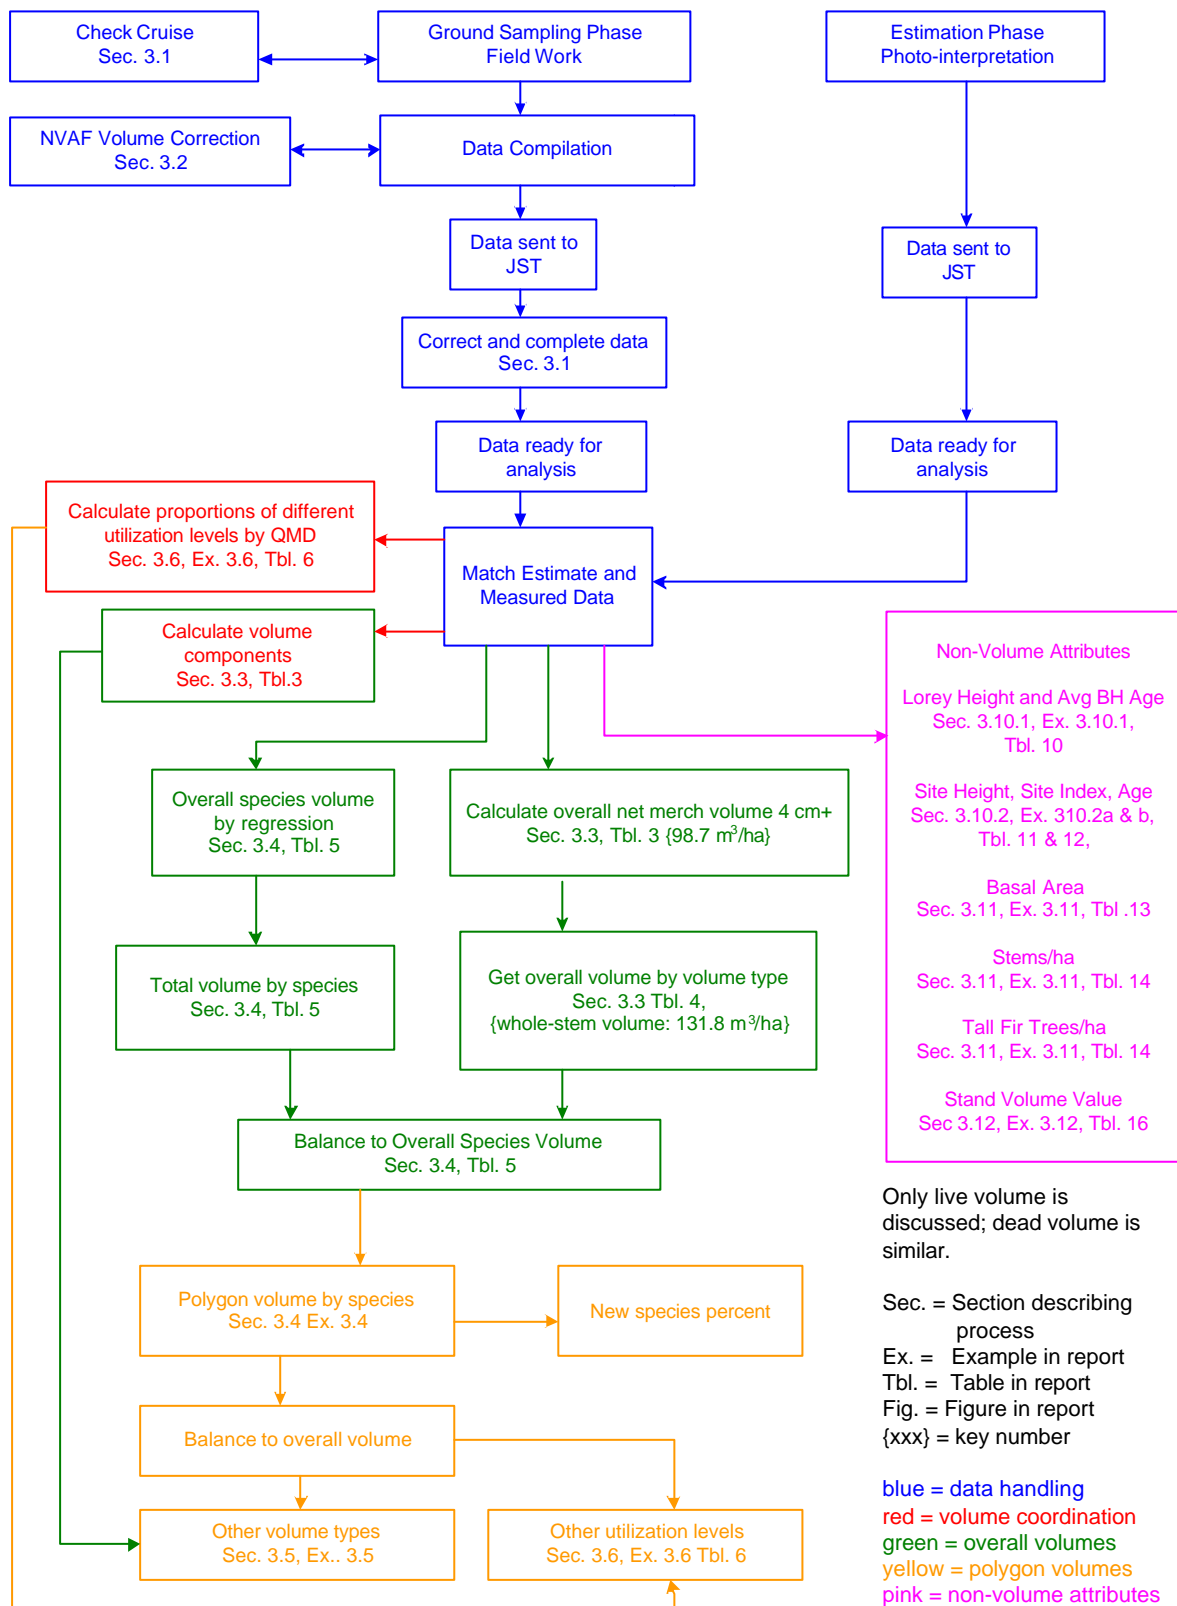 Check Cruise
Sec. 3.1
Ground Sampling Phase
Field Work
Estimation Phase
Photo-interpretation
NVAF Volume Correction
Sec. 3.2
Data Compilation
Data sent to
JST
Data sent to
JST
Correct and complete data
Sec. 3.1
Data ready for
analysis
Data ready for
analysis
Calculate proportions of different
utilization levels by QMD
Sec. 3.6, Ex. 3.6, Tbl. 6
Match Estimate and
Measured Data
Calculate volume
components
Sec. 3.3, Tbl.3
Non-Volume Attributes
Lorey Height and Avg BH Age
Sec. 3.10.1, Ex. 3.10.1,
Tbl. 10
Site Height, Site Index, Age
Sec. 3.10.2, Ex. 310.2a & b,
Tbl. 11 & 12,
Basal Area
Sec. 3.11, Ex. 3.11, Tbl .13
Stems/ha
Sec. 3.11, Ex. 3.11, Tbl. 14
Tall Fir Trees/ha
Sec. 3.11, Ex. 3.11, Tbl. 14
Stand Volume Value
Sec 3.12, Ex. 3.12, Tbl. 16
Overall species volume
by regression
Sec. 3.4, Tbl. 5
Calculate overall net merch volume 4 cm+
Sec. 3.3, Tbl. 3 {98.7 m³/ha}
Total volume by species
Sec. 3.4, Tbl. 5
Get overall volume by volume type
Sec. 3.3 Tbl. 4,
{whole-stem volume: 131.8 m³/ha}
Balance to Overall Species Volume
Sec. 3.4, Tbl. 5
Polygon volume by species
Sec. 3.4 Ex. 3.4
New species percent
Balance to overall volume
Other volume types
Sec. 3.5, Ex.. 3.5
Other utilization levels
Sec. 3.6, Ex. 3.6 Tbl. 6
Only live volume is
discussed; dead volume is
similar.
Sec. = Section describing
process
Ex. = Example in report
Tbl. = Table in report
Fig. = Figure in report
{xxx} = key number
blue = data handling
red = volume coordination
green = overall volumes
yellow = polygon volumes
pink = non-volume attributes